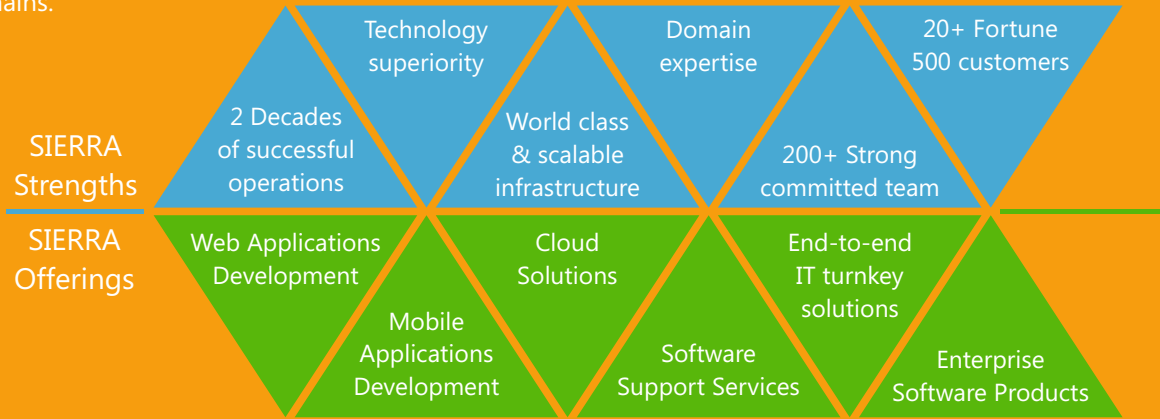 Technology
superiority
Domain
expertise
20+ Fortune
500 customers
SIERRA
Strengths
2 Decades
of successful
operations
World class
& scalable
infrastructure
200+ Strong
committed team
SIERRA
Offerings
Web Applications
Development
Cloud
Solutions
End-to-end
IT turnkey
solutions
Mobile
Applications
Development
Software
Support Services
Enterprise
Software Products